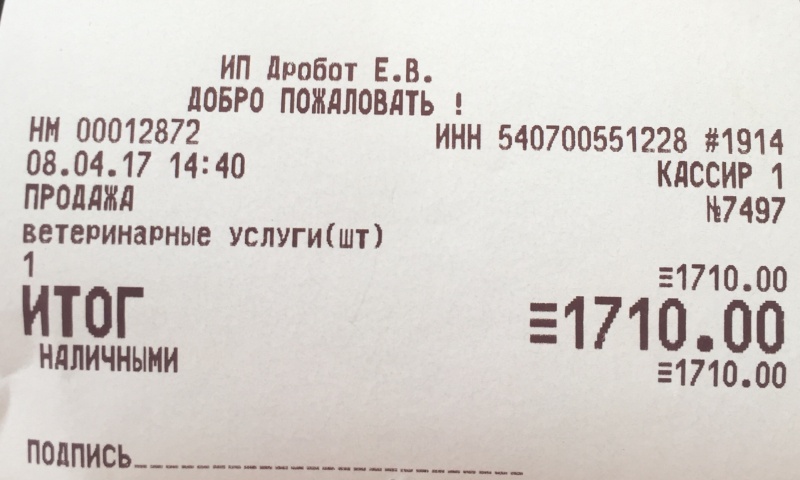 ИП Дробот Е.В.
ДОБРО ПОЖАЛОВАТЬ !
НМ 00012872 ИНН 540700551228 #1914
08.04.17 14:40 КАССИР 1
ПРОДАЖА №7497
ветеринарные услуги(шт)
1 ≡1710.00
ИТОГ ≡1710.00
НАЛИЧНЫМИ ≡1710.00
ПОДПИСЬ